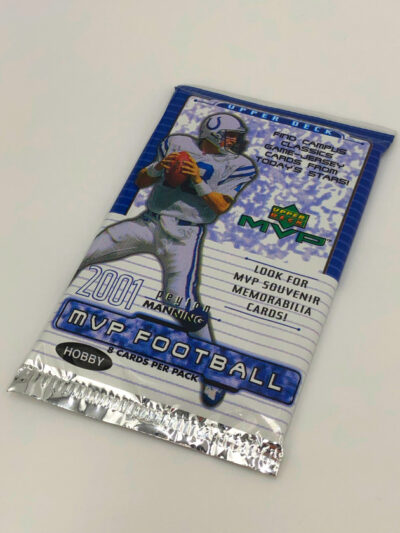 UPPER DECK
FIND CAMPUS
CLASSICS
GAME-JERSEY
CARDS FROM
TODAY'S STARS!
UPPER
DECK
MVP
LOOK FOR
MVP SOUVENIR
MEMORABILIA
CARDS!
2001
peyton
MANNING
MVP FOOTBALL
8 CARDS PER PACK
HOBBY